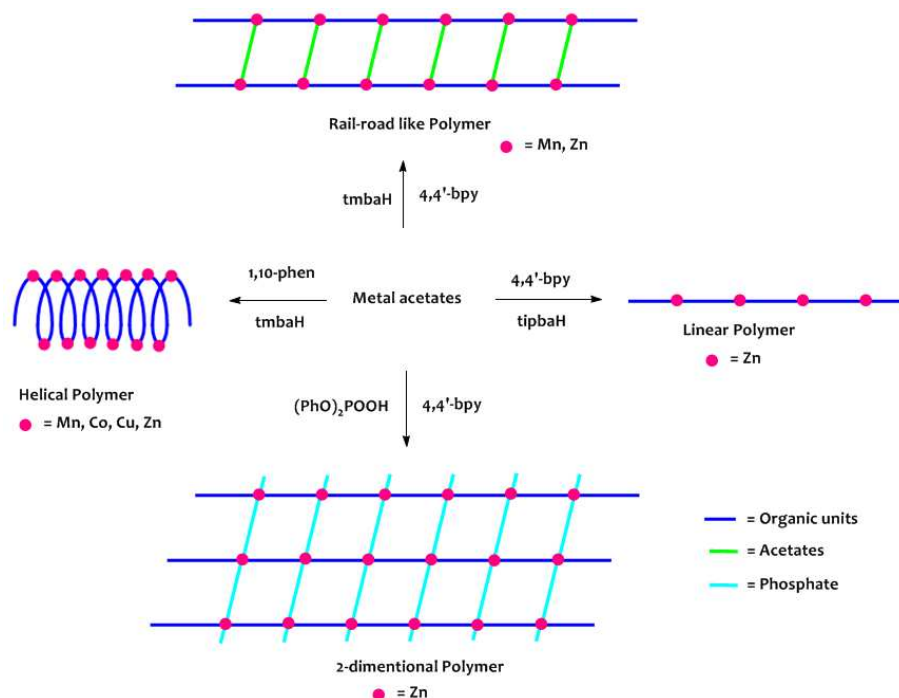 Rail-road like Polymer
= Mn, Zn
tmbaH
4,4'-bpy
1,10-phen
tmbaH
Metal acetates
4,4'-bpy
tipbaH
Linear Polymer
= Zn
Helical Polymer
= Mn, Co, Cu, Zn
(PhO)₂POOH
4,4'-bpy
= Organic units
= Acetates
= Phosphate
2-dimentional Polymer
= Zn